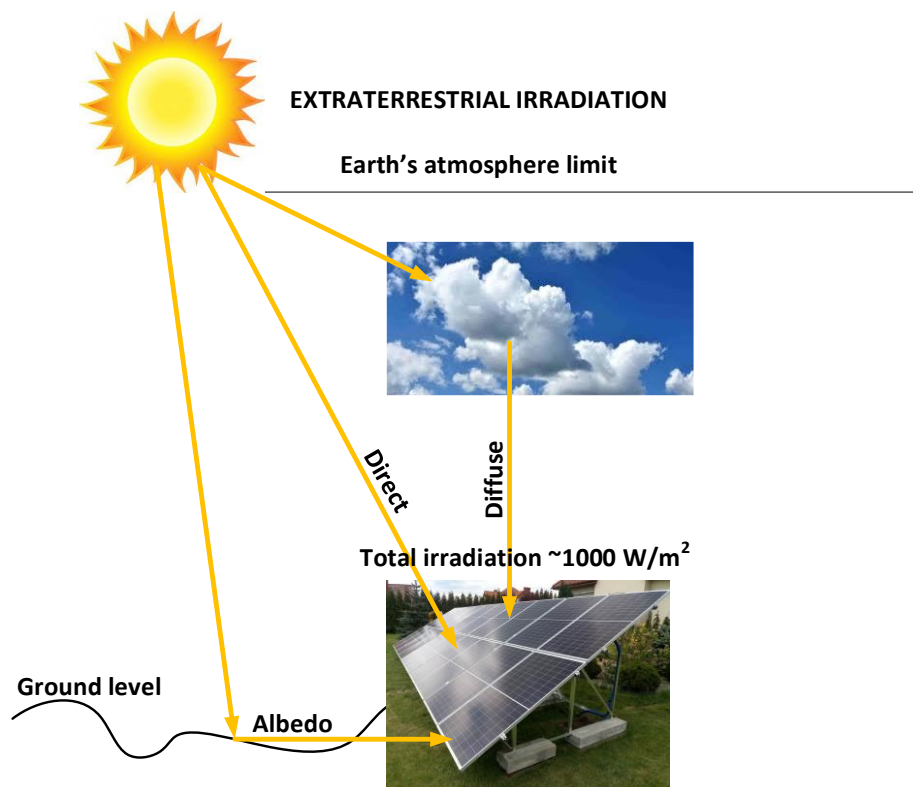 EXTRATERRESTRIAL IRRADIATION
Earth's atmosphere limit
Direct
Diffuse
Total irradiation ~1000 W/m²
Ground level
Albedo